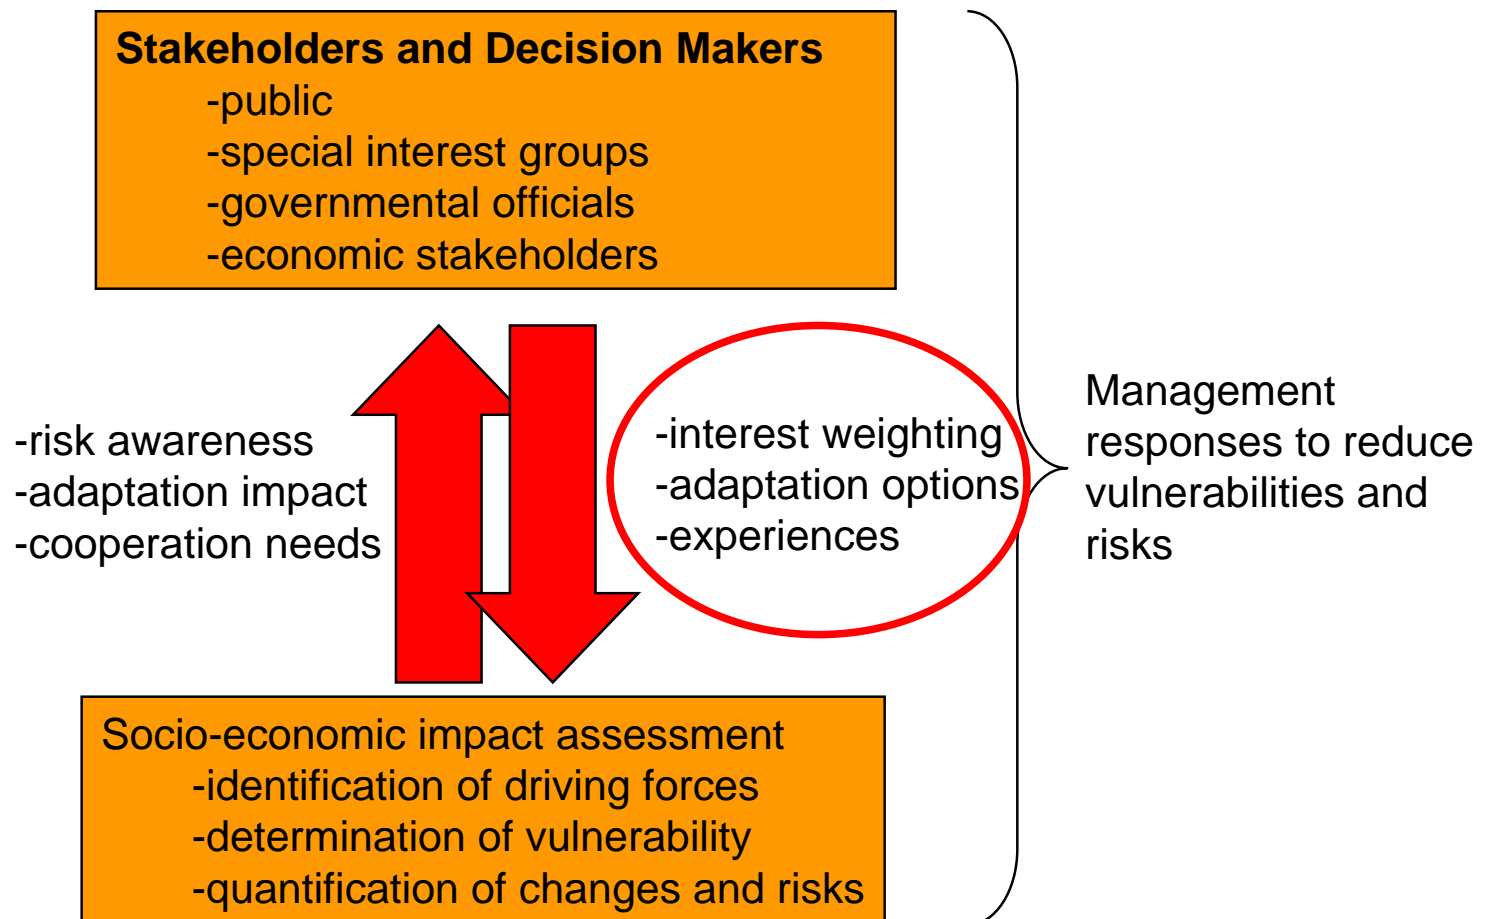 Stakeholders and Decision Makers
-public
-special interest groups
-governmental officials
-economic stakeholders
-risk awareness
-adaptation impact
-cooperation needs
-interest weighting
-adaptation options
-experiences
Management
responses to reduce
vulnerabilities and
risks
Socio-economic impact assessment
-identification of driving forces
-determination of vulnerability
-quantification of changes and risks